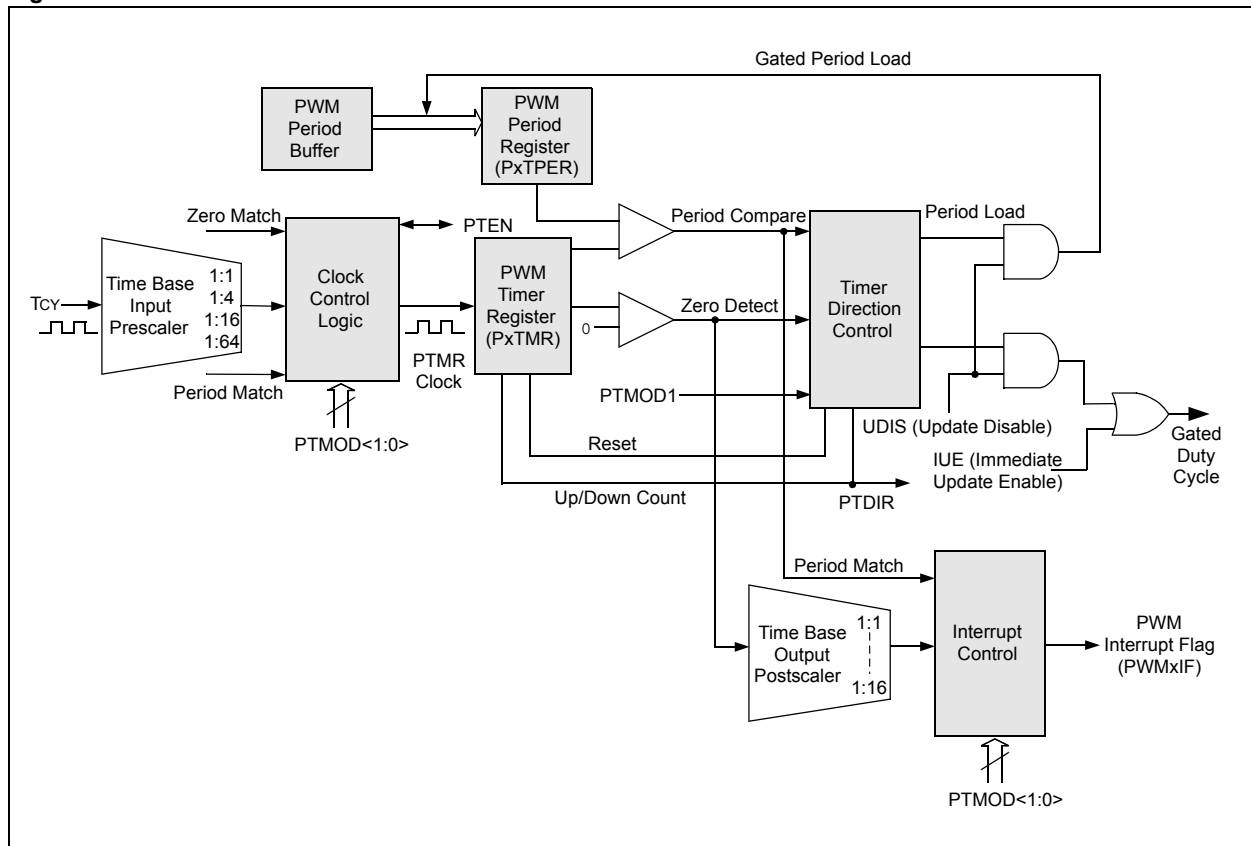 Gated Period Load
PWM
Period
Buffer
PWM
Period
Register
(PxTPER)
Zero Match
PTEN
Period Compare
Period Load
Time Base
Input
Prescaler
1:1
1:4
1:16
1:64
TCY
Clock
Control
Logic
PWM
Timer
Register
(PxTMR)
0
Zero Detect
Timer
Direction
Control
PTMR
Clock
Period Match
PTMOD<1:0>
PTMOD1
UDIS (Update Disable)
Reset
IUE (Immediate
Update Enable)
Gated
Duty
Cycle
Up/Down Count
PTDIR
Period Match
Time Base
Output
Postscaler
1:1
1:16
Interrupt
Control
PWM
Interrupt Flag
(PWMxIF)
PTMOD<1:0>